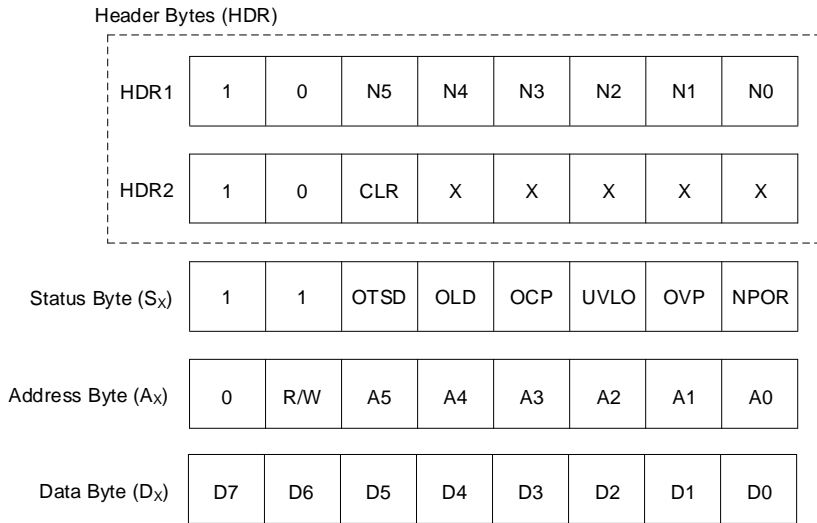 Header Bytes (HDR)
HDR1 1 0 N5 N4 N3 N2 N1 N0
HDR2 1 0 CLR X X X X X
Status Byte (SX) 1 1 OTSD OLD OCP UVLO OVP NPOR
Address Byte (AX) 0 R/W A5 A4 A3 A2 A1 A0
Data Byte (DX) D7 D6 D5 D4 D3 D2 D1 D0